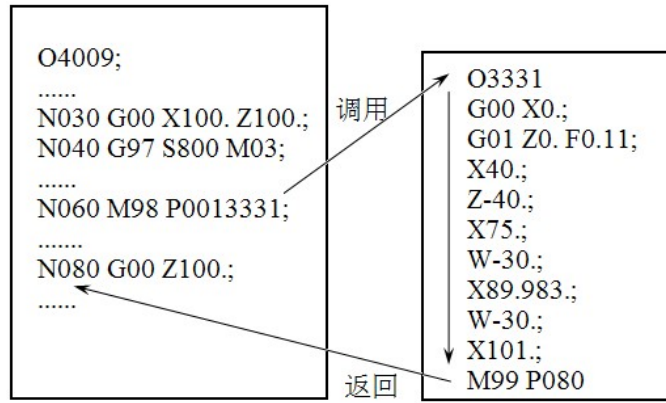 O4009;
......
N030 G00 X100. Z100.;
N040 G97 S800 M03;
......
N060 M98 P0013331;
.......
N080 G00 Z100.;
......
调用
返回
O3331
G00 X0.;
G01 Z0. F0.11;
X40.;
Z-40.;
X75.;
W-30.;
X89.983.;
W-30.;
X101.;
M99 P080